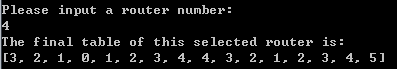 Please input a router number:
4
The final table of this selected router is:
[3, 2, 1, 0, 1, 2, 3, 4, 4, 3, 2, 1, 2, 3, 4, 5]